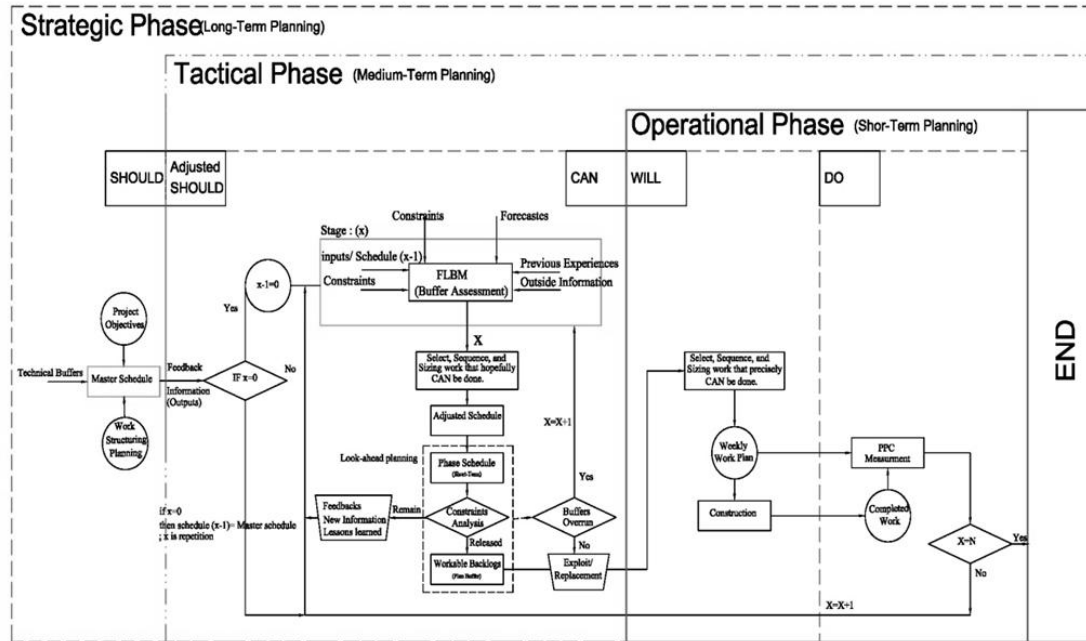 Strategic Phase (Long-Term Planning)
Tactical Phase (Medium-Term Planning)
Operational Phase (Shor-Term Planning)
SHOULD
Adjusted
SHOULD
CAN
WILL
DO
Constraints
Forecastes
Stage : (x)
inputs/ Schedule (x-1)
Constraints
FLBM
(Buffer Assessment)
Previous Experiences
Outside Information
x-1=0
Yes
Project
Objectives
Technical Buffers
Master Schedule
Feedback
Information
(Outputs)
IF x=0
No
Work
Structuring
Planning
X
Select, Sequence, and
Sizing work that hopefully
CAN be done.
Adjusted Schedule
Look-ahead planning
Phase Schedule
(Short-Term)
X=X+1
Yes
if x=0
then schedule (x-1)= Master schedule
; x is repetition
Feedbacks
New Information
Lessons learned
Remain
Constraints
Analysis
Released
Buffers
Overrun
No
Workable Backlogs
(Plan Buffer)
Exploit/
Replacement
Select, Sequence, and
Sizing work that precisely
CAN be done.
Weekly
Work Plan
Construction
PPC
Measurment
Completed
Work
X=N
Yes
No
X=X+1
END